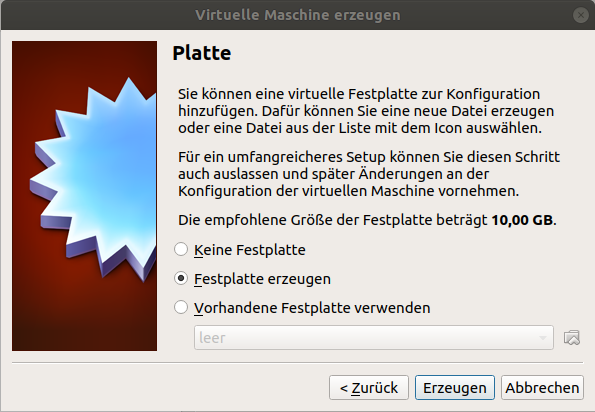 Virtuelle Maschine erzeugen
Platte
Sie können eine virtuelle Festplatte zur Konfiguration
hinzufügen. Dafür können Sie eine neue Datei erzeugen
oder eine Datei aus der Liste mit dem Icon auswählen.
Für ein umfangreicheres Setup können Sie diesen Schritt
auch auslassen und später Änderungen an der
Konfiguration der virtuellen Maschine vornehmen.
Die empfohlene Größe der Festplatte beträgt 10,00 GB.
Keine Festplatte
Festplatte erzeugen
Vorhandene Festplatte verwenden
leer
< Zurück Erzeugen Abbrechen